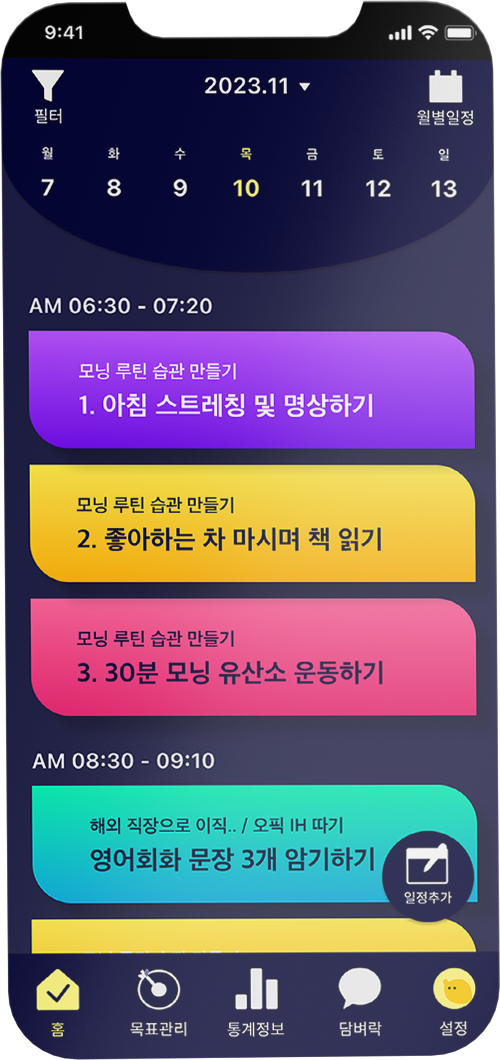 9:41
필터
2023.11
월별일정
월 화 수 목 금 토 일
7 8 9 10 11 12 13
AM 06:30 - 07:20
모닝 루틴 습관 만들기
1. 아침 스트레칭 및 명상하기
모닝 루틴 습관 만들기
2. 좋아하는 차 마시며 책 읽기
모닝 루틴 습관 만들기
3. 30분 모닝 유산소 운동하기
AM 08:30 - 09:10
해외 직장으로 이직.. / 오픽 IH 따기
영어회화 문장 3개 암기하기
일정추가
홈 목표관리 통계정보 담벼락 설정